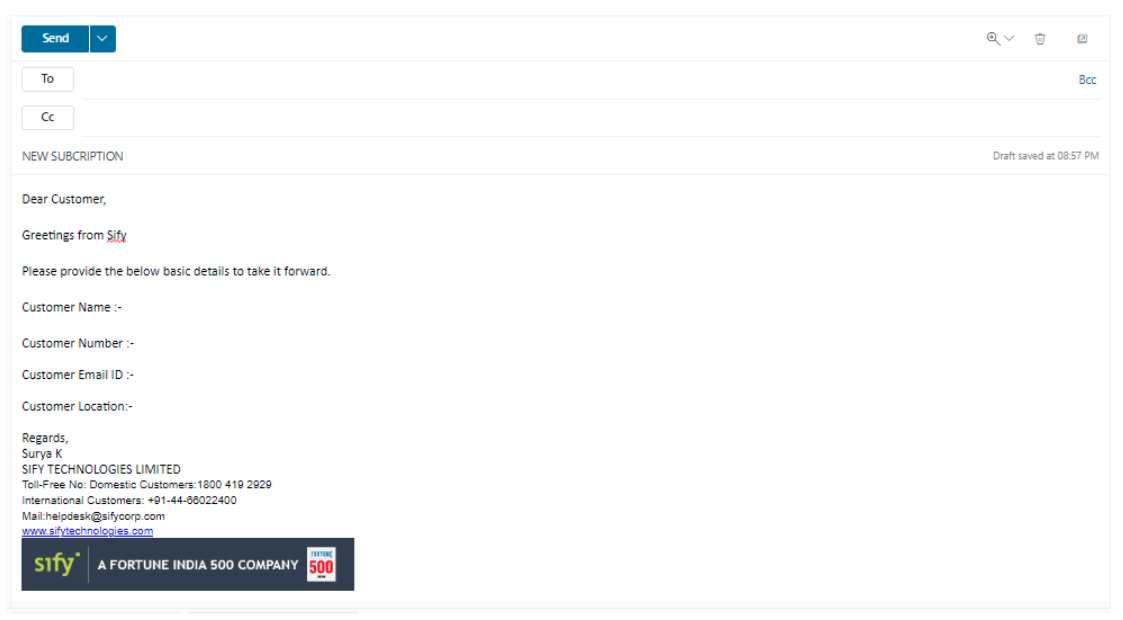 Send
To
Bcc
Cc
NEW SUBCRIPTION
Draft saved at 08:57 PM
Dear Customer,
Greetings from Sify
Please provide the below basic details to take it forward.
Customer Name :-
Customer Number :-
Customer Email ID :-
Customer Location:-
Regards,
Surya K
SIFY TECHNOLOGIES LIMITED
Toll-Free No: Domestic Customers:1800 419 2929
International Customers: +91-44-66022400
Mail:helpdesk@sifycorp.com
www.sifytechnologies.com
sify
A FORTUNE INDIA 500 COMPANY
FORTUNE
500